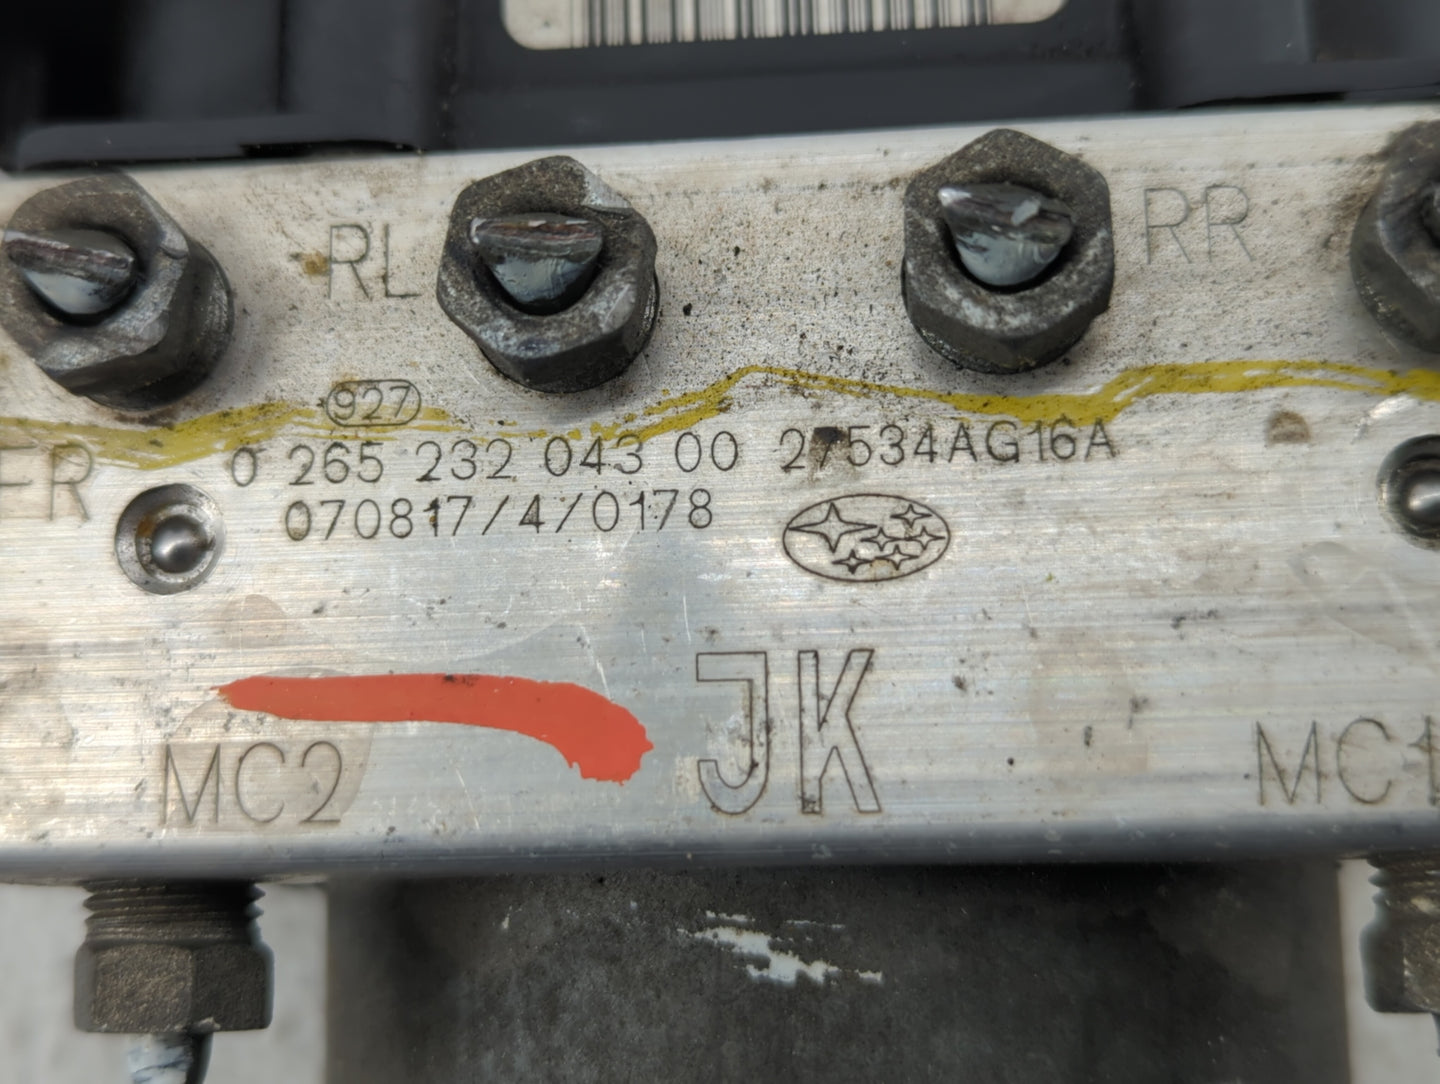 RL
RR
927
FR
0 265 232 043 00 27534AG16A
070817/4/0178
JK
MC2
MC1